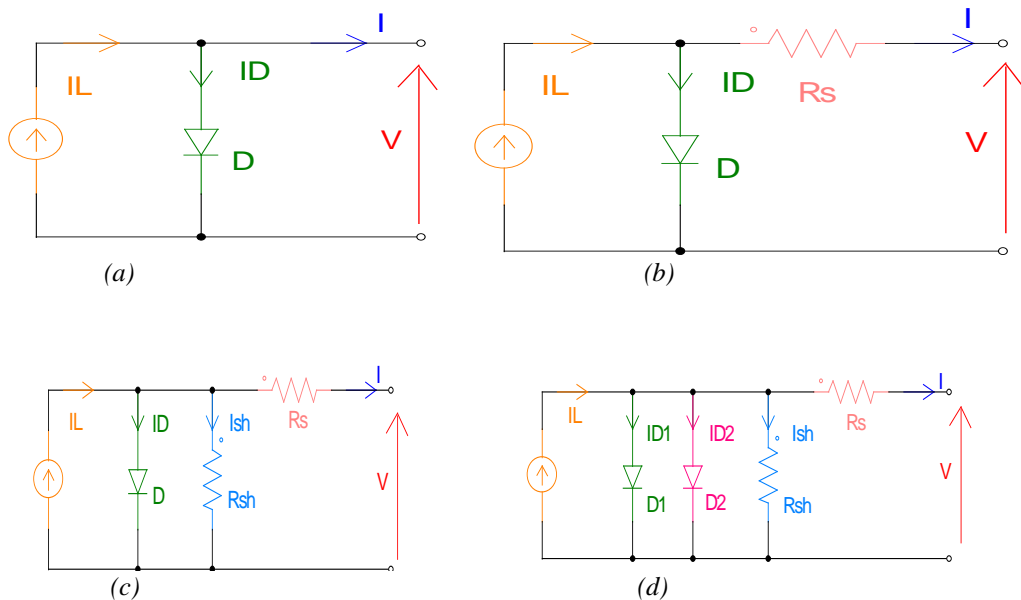 I
IL
ID
V
D
(a)
I
IL
ID
Rs
V
D
(b)
I
IL
ID
Ish
Rs
V
D
Rsh
(c)
I
IL
ID1
ID2
Ish
Rs
V
D1
D2
Rsh
(d)